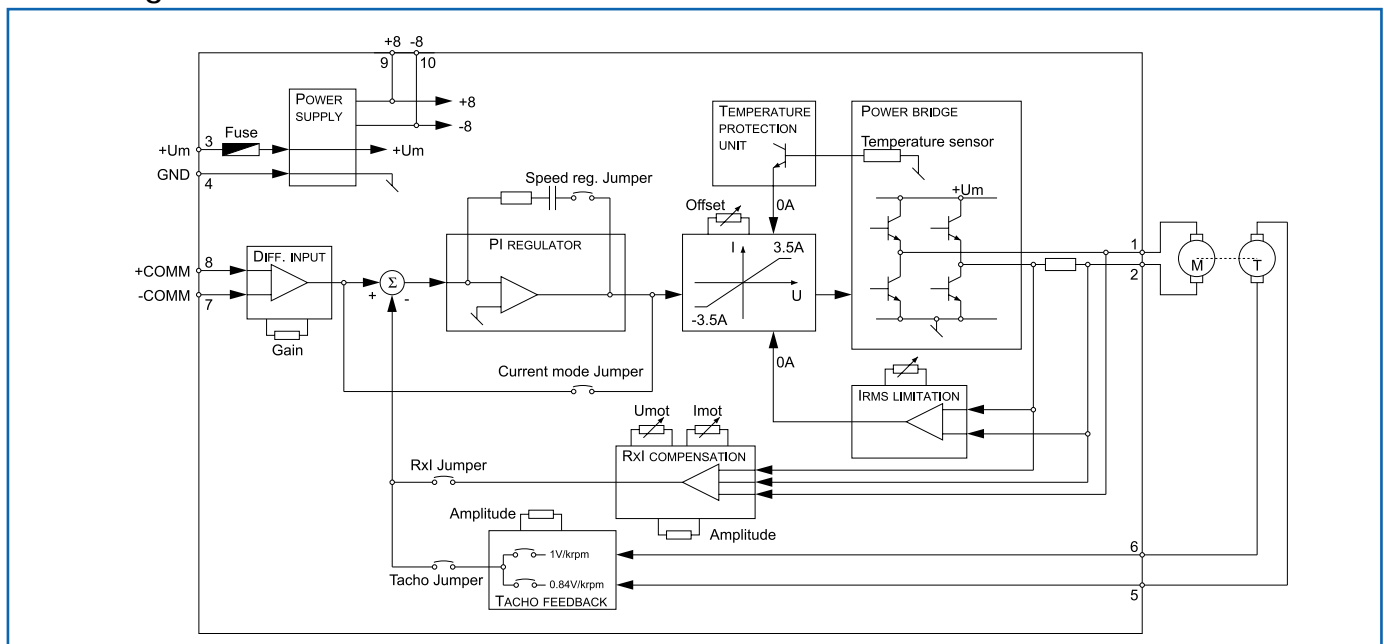 +8 -8
9 10
POWER SUPPLY
+8
-8
3 Fuse
+Um
+Um
GND
4
TEMPERATURE PROTECTION UNIT
POWER BRIDGE
Temperature sensor
+Um
Speed reg. Jumper
0A
Offset
PI REGULATOR
I 3.5A
U
-3.5A
DIFF. INPUT
8
+COMM
-COMM
7
Gain
+ Σ -
1
2
M T
0A
Current mode Jumper
IRMS LIMITATION
Umot Imot
RXI COMPENSATION
RxI Jumper
Amplitude
Amplitude
6
1V/krpm
Tacho Jumper
0.84V/krpm
TACHO FEEDBACK
5